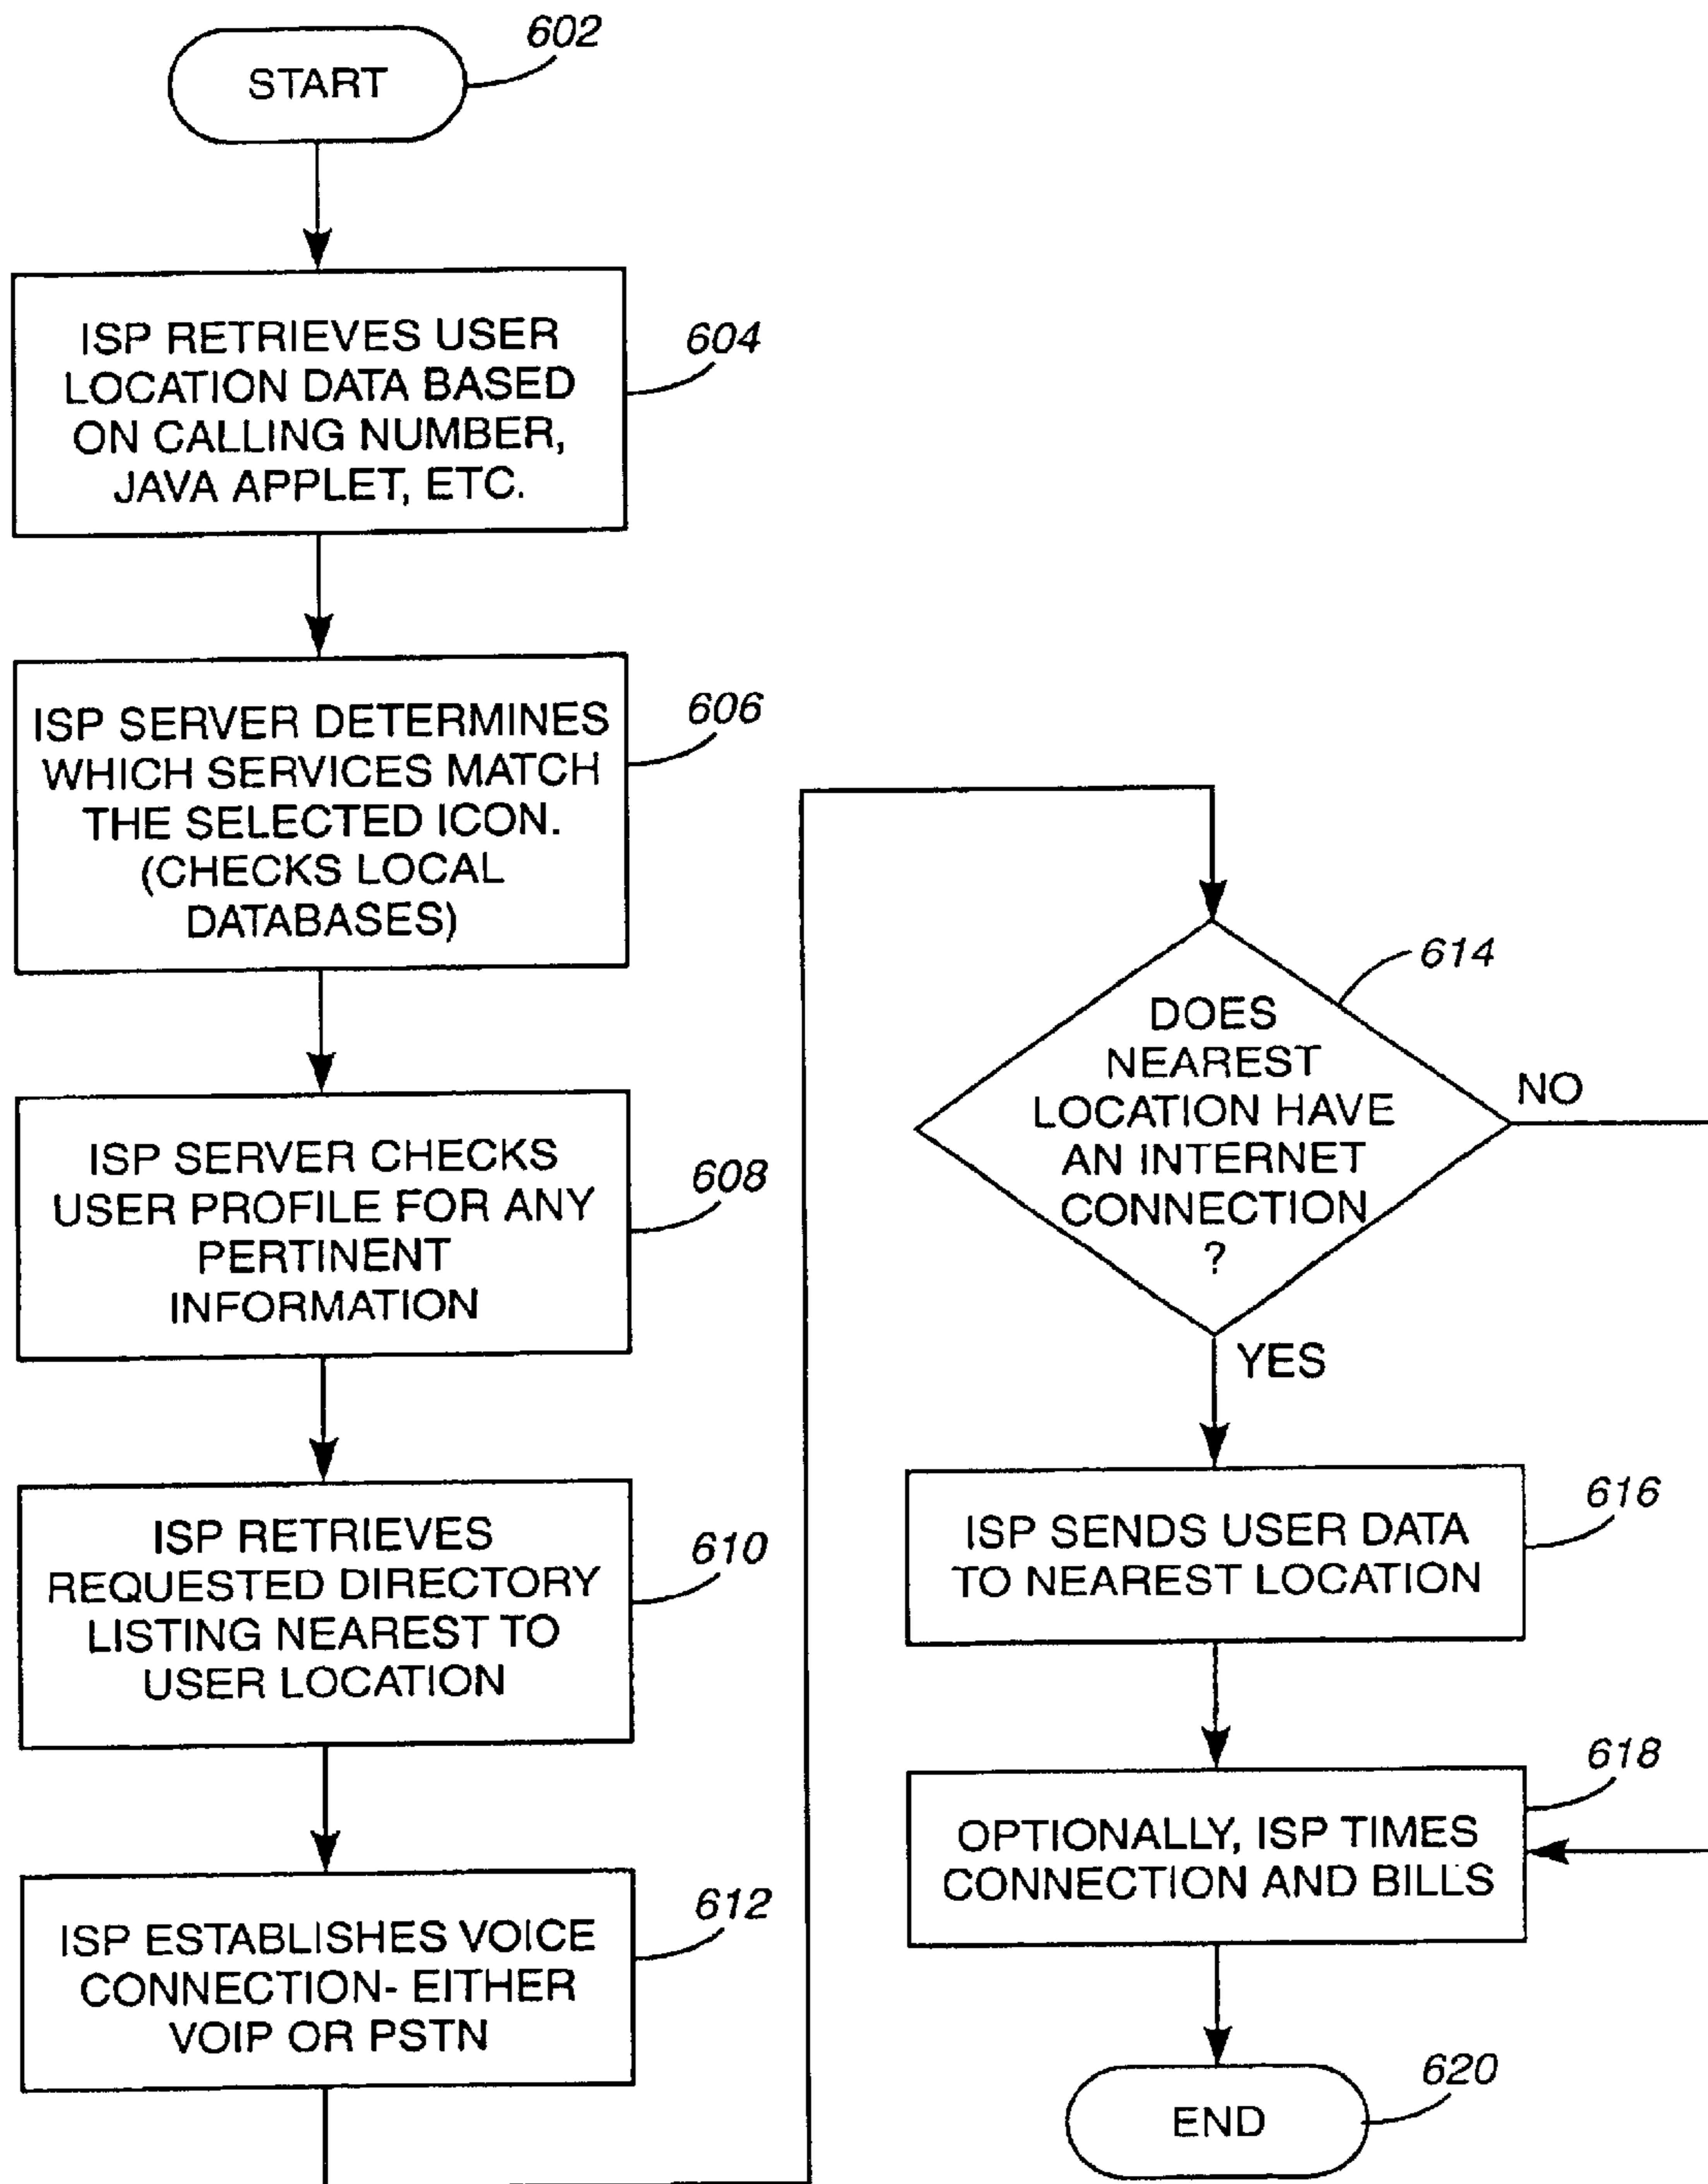 START
602
ISP RETRIEVES USER
LOCATION DATA BASED
ON CALLING NUMBER,
JAVA APPLET, ETC.
604
ISP SERVER DETERMINES
WHICH SERVICES MATCH
THE SELECTED ICON.
(CHECKS LOCAL
DATABASES)
606
ISP SERVER CHECKS
USER PROFILE FOR ANY
PERTINENT
INFORMATION
608
ISP RETRIEVES
REQUESTED DIRECTORY
LISTING NEAREST TO
USER LOCATION
610
ISP ESTABLISHES VOICE
CONNECTION- EITHER
VOIP OR PSTN
612
DOES
NEAREST
LOCATION HAVE
AN INTERNET
CONNECTION
?
614
NO
YES
ISP SENDS USER DATA
TO NEAREST LOCATION
616
OPTIONALLY, ISP TIMES
CONNECTION AND BILLS
618
END
620